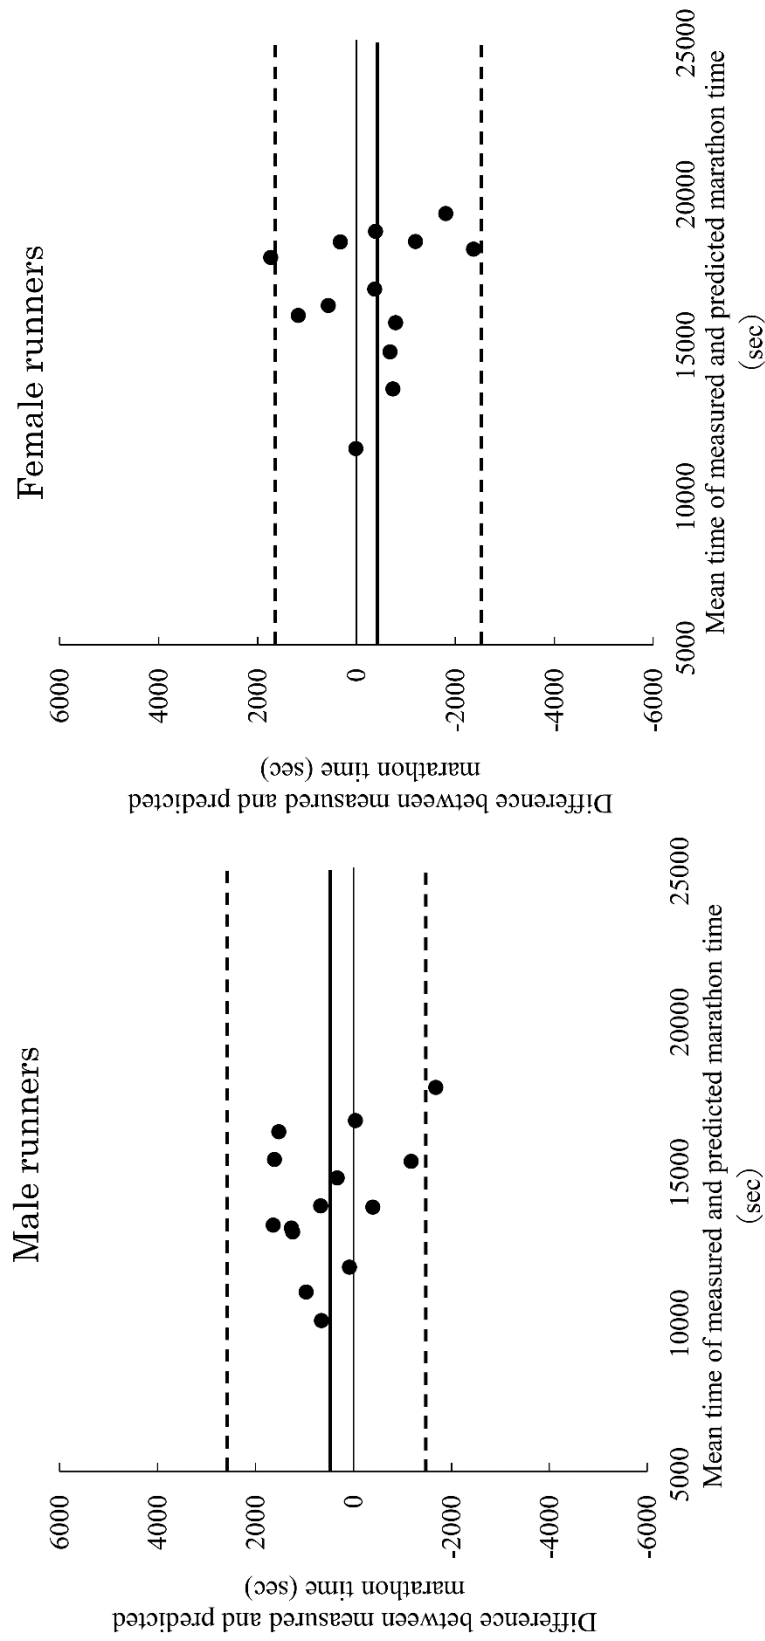 Male runners
6000
4000
2000
0
-2000
-4000
-6000
Difference between measured and predicted
marathon time (sec)
5000
10000
15000
20000
25000
Mean time of measured and predicted marathon time
(sec)
Female runners
6000
4000
2000
0
-2000
-4000
-6000
Difference between measured and predicted
marathon time (sec)
5000
10000
15000
20000
25000
Mean time of measured and predicted marathon time
(sec)